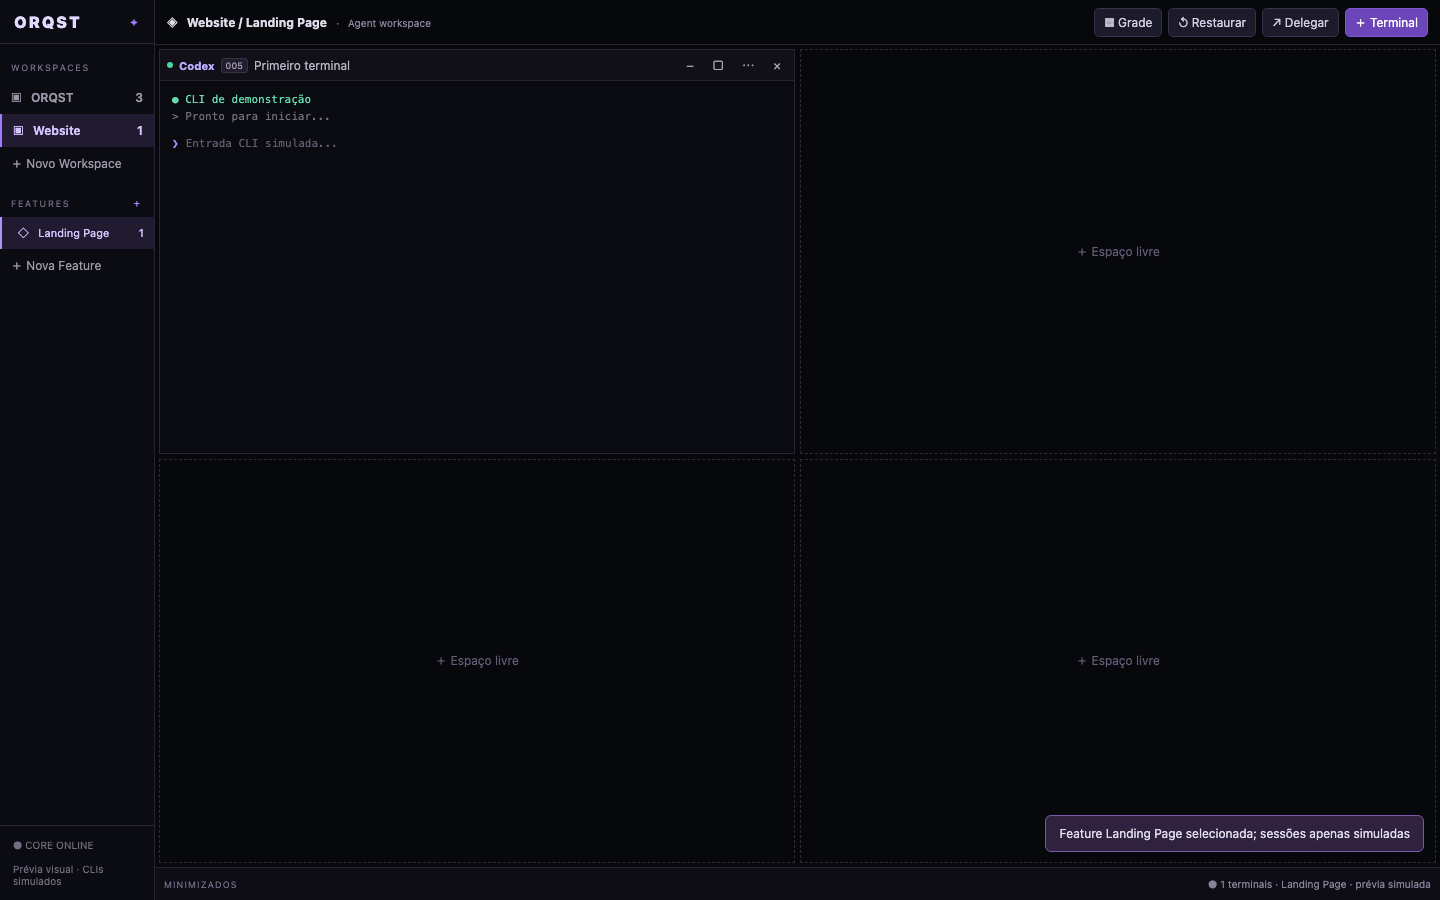 ORQST
Website / Landing Page · Agent workspace
Grade
Restaurar
Delegar
+ Terminal
WORKSPACES
ORQST 3
Website 1
+ Novo Workspace
FEATURES +
Landing Page 1
+ Nova Feature
CORE ONLINE
Prévia visual · CLIs
simulados
Codex 005 Primeiro terminal
CLI de demonstração
> Pronto para iniciar...
❯ Entrada CLI simulada...
+ Espaço livre
+ Espaço livre
+ Espaço livre
Feature Landing Page selecionada; sessões apenas simuladas
MINIMIZADOS
1 terminais · Landing Page · prévia simulada